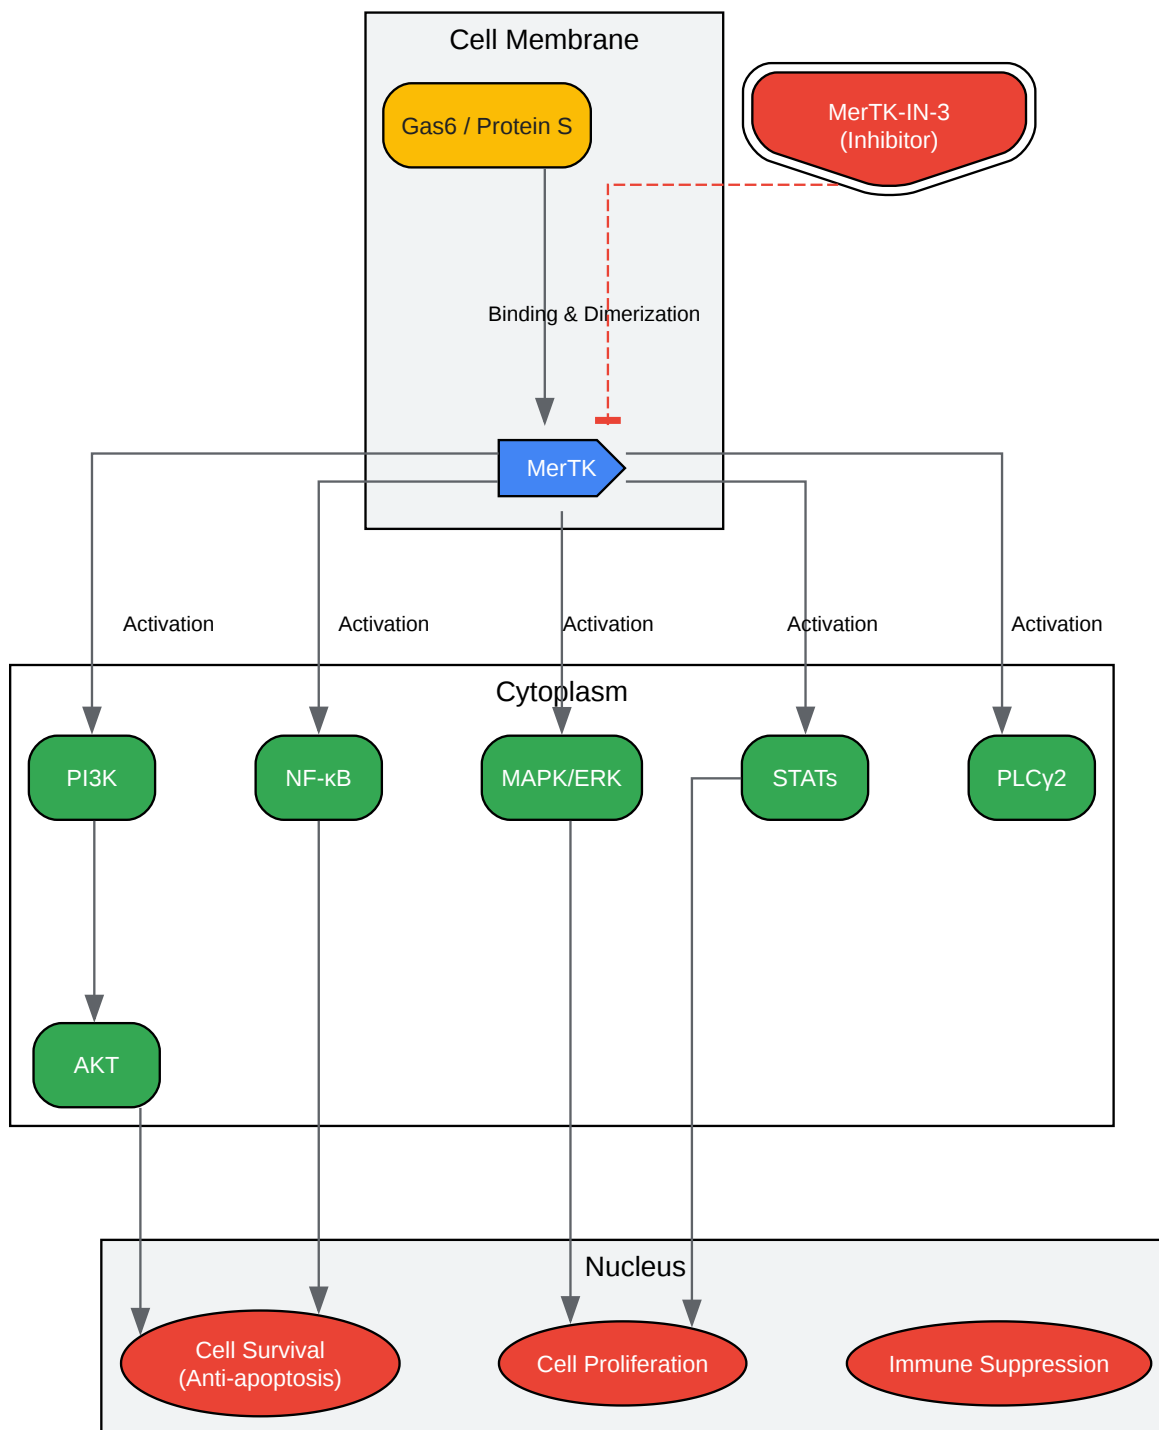 Cell Membrane
Gas6 / Protein S
MerTK-IN-3
(Inhibitor)
Binding & Dimerization
MerTK
Activation
Activation
Activation
Activation
Activation
Cytoplasm
PI3K
NF-κB
MAPK/ERK
STATs
PLCγ2
AKT
Nucleus
Cell Survival
(Anti-apoptosis)
Cell Proliferation
Immune Suppression